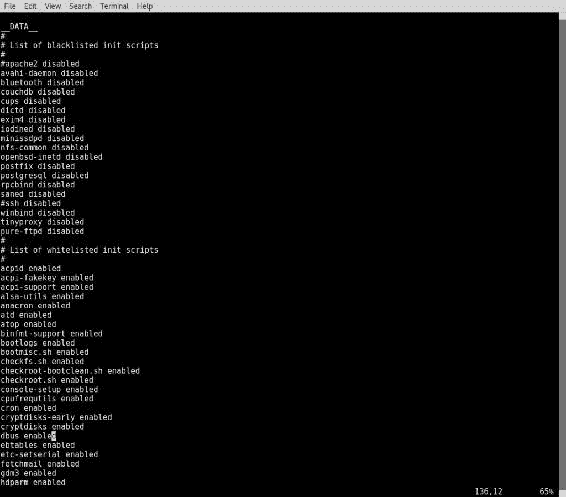 File Edit View Search Terminal Help
__DATA__
#
# List of blacklisted init scripts
#
#apache2 disabled
avahi-daemon disabled
bluetooth disabled
couchdb disabled
cups disabled
dictd disabled
exim4 disabled
iodined disabled
minissdpd disabled
nfs-common disabled
openbsd-inetd disabled
postfix disabled
postgresql disabled
rpcbind disabled
saned disabled
#ssh disabled
winbind disabled
tinyproxy disabled
pure-ftpd disabled
#
# List of whitelisted init scripts
#
acpid enabled
acpi-fakekey enabled
acpi-support enabled
alsa-utils enabled
anacron enabled
atd enabled
atop enabled
binfmt-support enabled
bootlogs enabled
bootmisc.sh enabled
checkfs.sh enabled
checkroot-bootclean.sh enabled
checkroot.sh enabled
console-setup enabled
cpufrequtils enabled
cron enabled
cryptdisks-early enabled
cryptdisks enabled
dbus enabled
ebtables enabled
etc-setserial enabled
fetchmail enabled
gdm3 enabled
hdparm enabled
136,12 65%